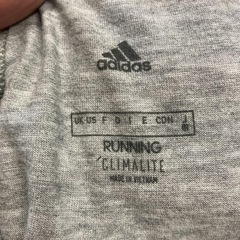 adidas
UK US F D I E CDN J
RUNNING
CLIMALITE
MADE IN VIETNAM